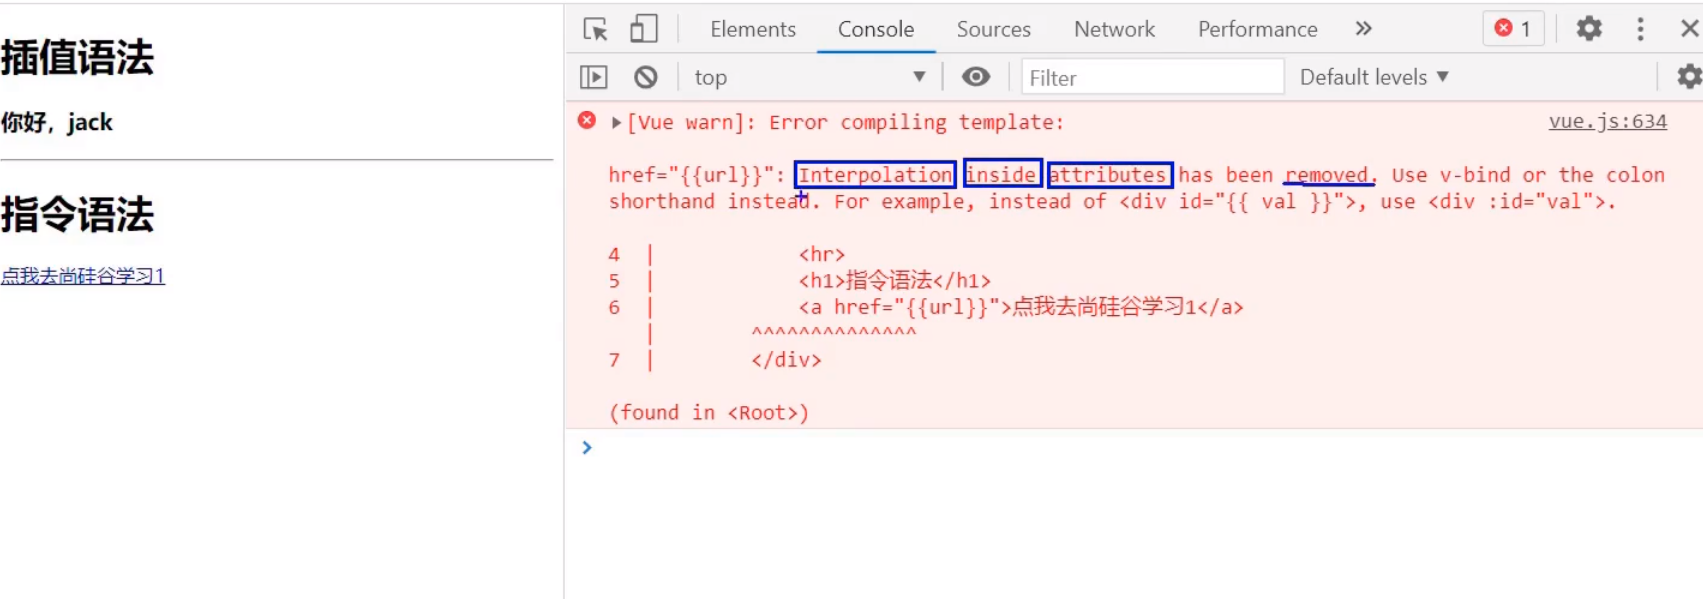 插值语法
你好，jack
指令语法
点我去尚硅谷学习1
Elements Console Sources Network Performance 1
top Filter Default levels
[Vue warn]: Error compiling template: vue.js:634
href="{{url}}": Interpolation inside attributes has been removed. Use v-bind or the colon
shorthand instead. For example, instead of <div id="{{ val }}">, use <div :id="val">.
4 | <hr>
5 | <h1>指令语法</h1>
6 | <a href="{{url}}">点我去尚硅谷学习1</a>
| ^^^^^^^^^^^^^^
7 | </div>
(found in <Root>)